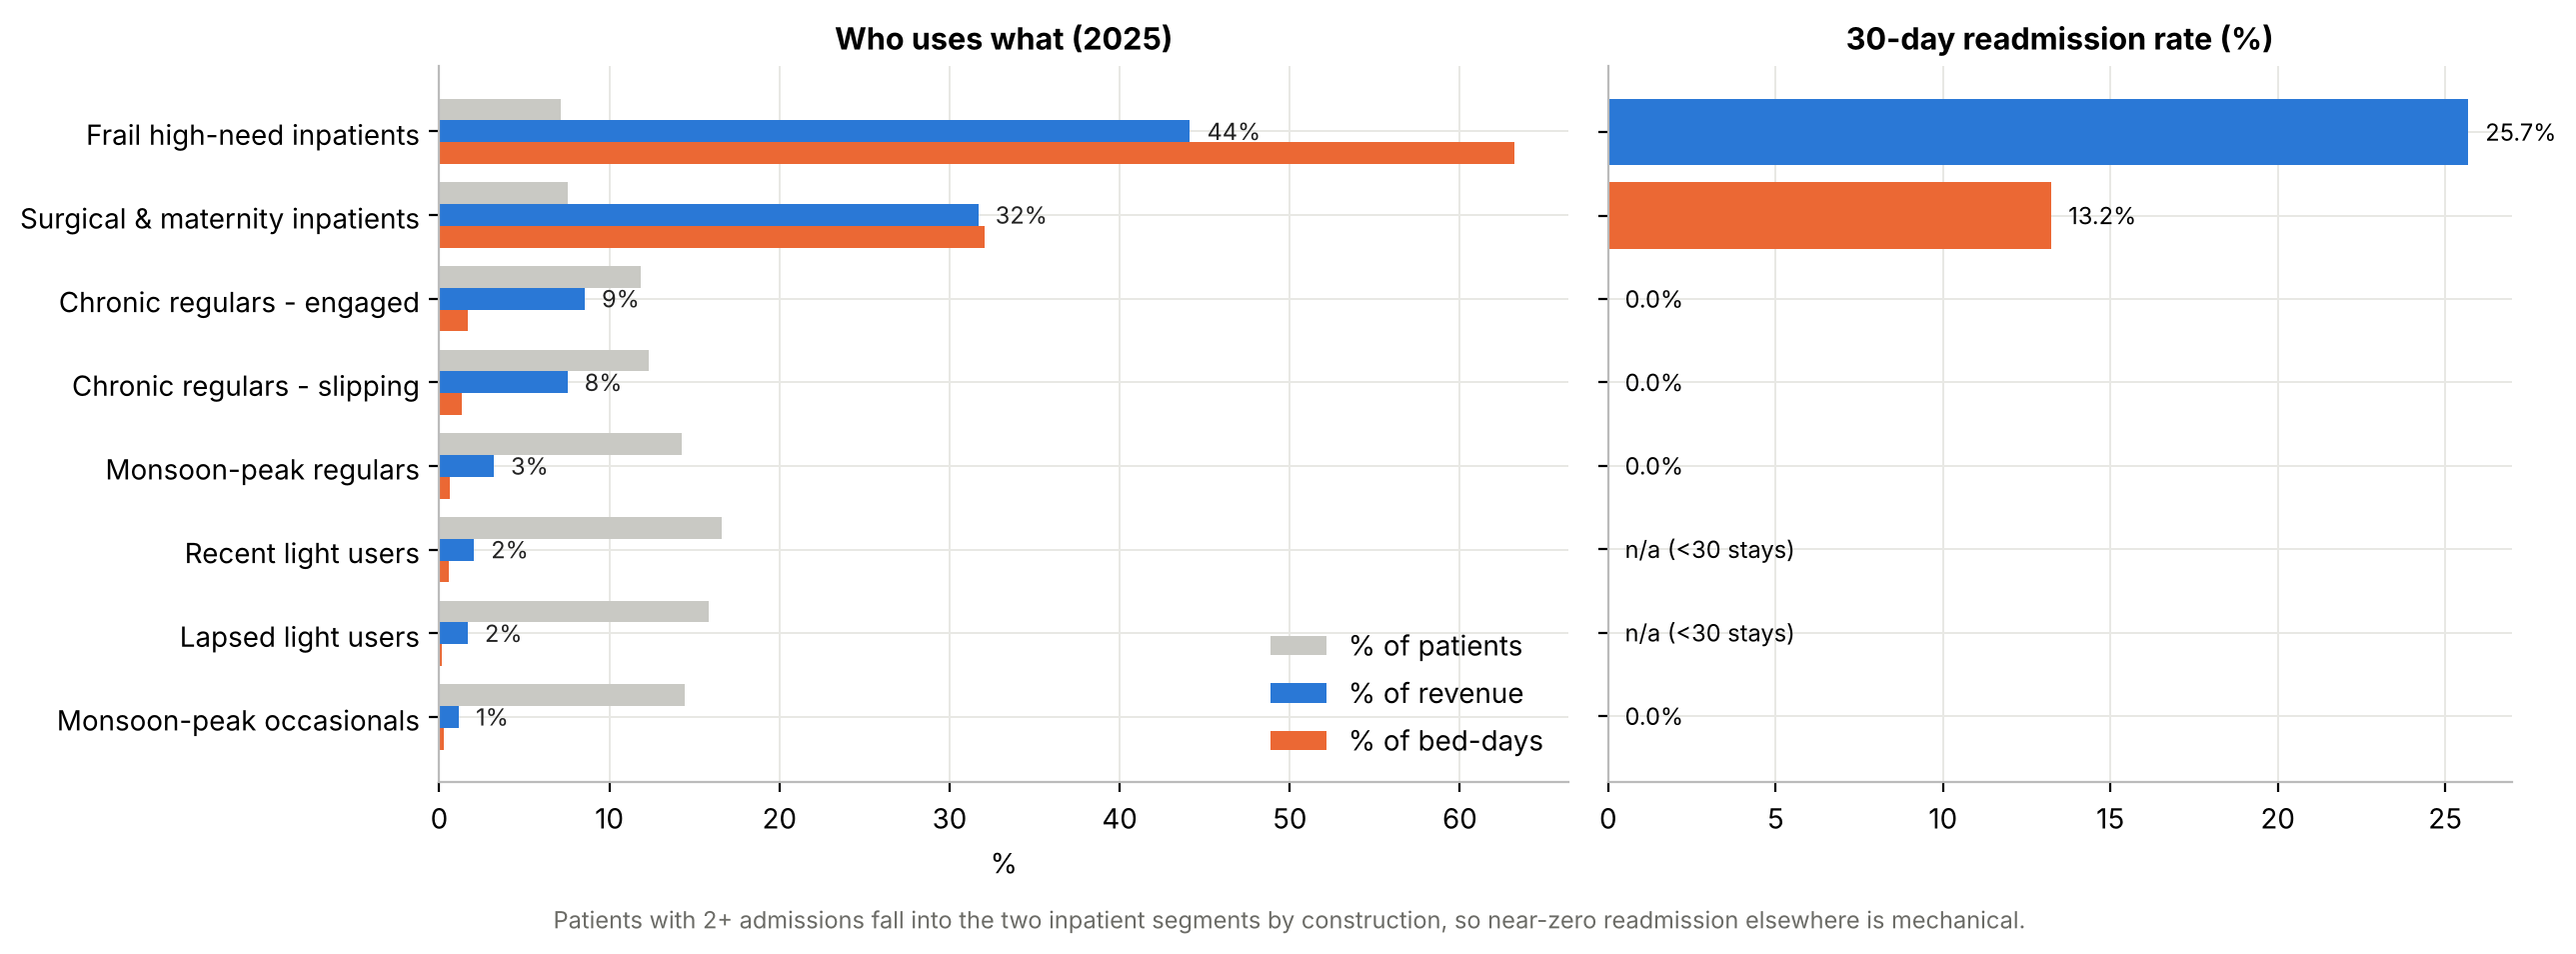 Who uses what (2025)
Frail high-need inpatients
44%
Surgical & maternity inpatients
32%
Chronic regulars - engaged
9%
Chronic regulars - slipping
8%
Monsoon-peak regulars
3%
Recent light users
2%
Lapsed light users
2%
Monsoon-peak occasionals
1%
% of patients
% of revenue
% of bed-days
0 10 20 30 40 50 60
%
30-day readmission rate (%)
25.7%
13.2%
0.0%
0.0%
0.0%
n/a (<30 stays)
n/a (<30 stays)
0.0%
0 5 10 15 20 25
Patients with 2+ admissions fall into the two inpatient segments by construction, so near-zero readmission elsewhere is mechanical.